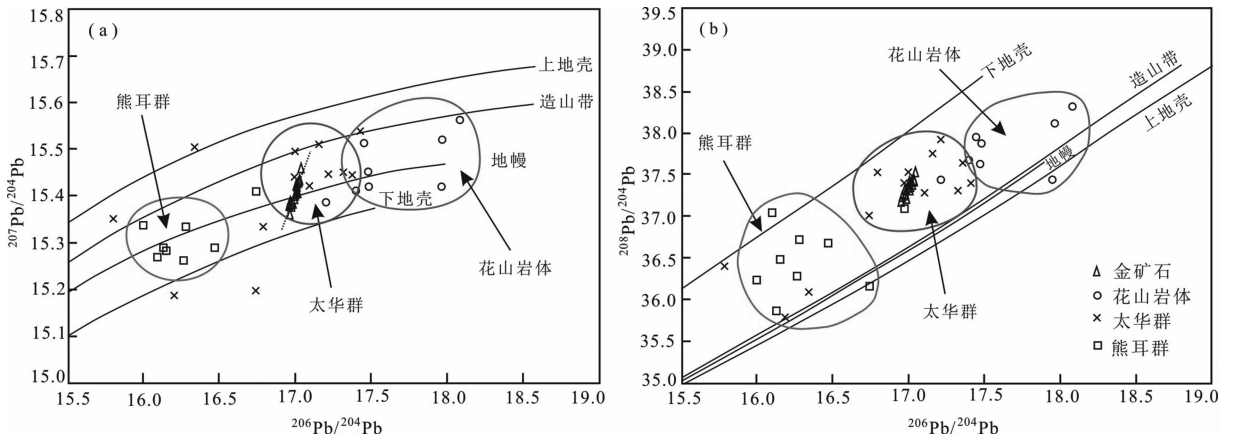 (a)
15.8
15.7
15.6
15.5
15.4
15.3
15.2
15.1
15.0
²⁰⁷Pb/²⁰⁴Pb
上地壳
造山带
地幔
下地壳
熊耳群
太华群
花山岩体
15.5
16.0
16.5
17.0
17.5
18.0
18.5
19.0
²⁰⁶Pb/²⁰⁴Pb
(b)
39.5
39.0
38.5
38.0
37.0
36.5
36.0
35.5
35.0
²⁰⁸Pb/²⁰⁴Pb
花山岩体
下地壳
造山带
上地壳
地幔
熊耳群
太华群
金矿石
花山岩体
太华群
熊耳群
15.5
16.0
16.5
17.0
17.5
18.0
18.5
19.0
²⁰⁶Pb/²⁰⁴Pb